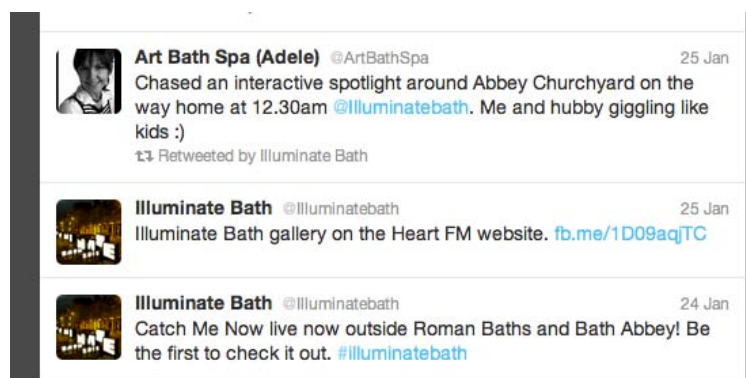 Art Bath Spa (Adele) @ArtBathSpa 25 Jan
Chased an interactive spotlight around Abbey Churchyard on the
way home at 12.30am @Illuminatebath. Me and hubby giggling like
kids :)
Retweeted by Illuminate Bath
Illuminate Bath @Illuminatebath 25 Jan
Illuminate Bath gallery on the Heart FM website. fb.me/1D09aqjTC
Illuminate Bath @Illuminatebath 24 Jan
Catch Me Now live now outside Roman Baths and Bath Abbey! Be
the first to check it out. #illuminatebath